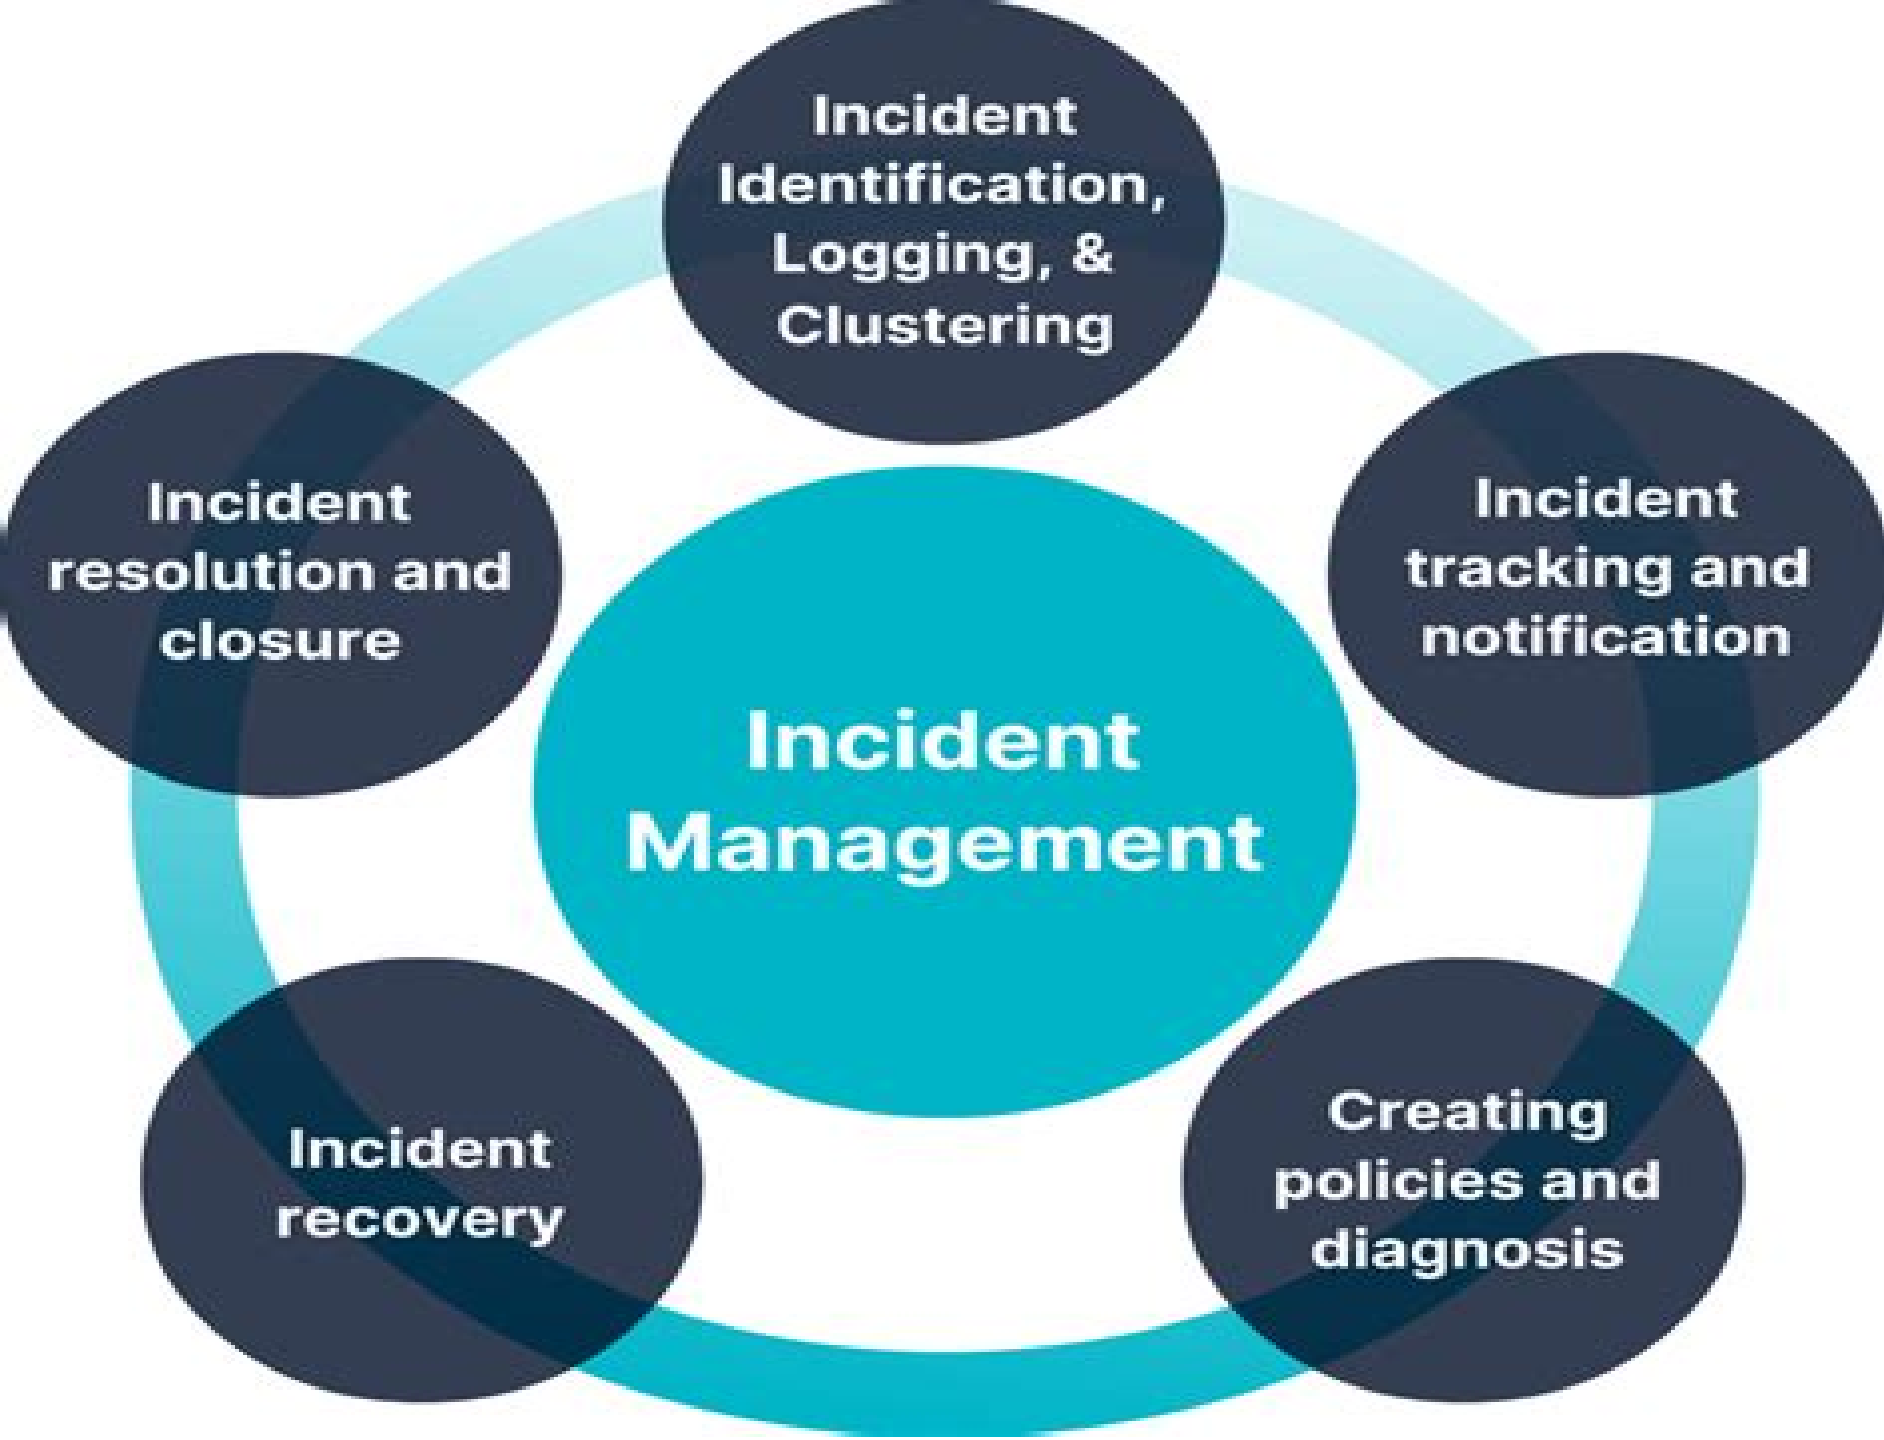 Incident
Identification,
Logging, &
Clustering
Incident
tracking and
notification
Creating
policies and
diagnosis
Incident
recovery
Incident
resolution and
closure
Incident
Management